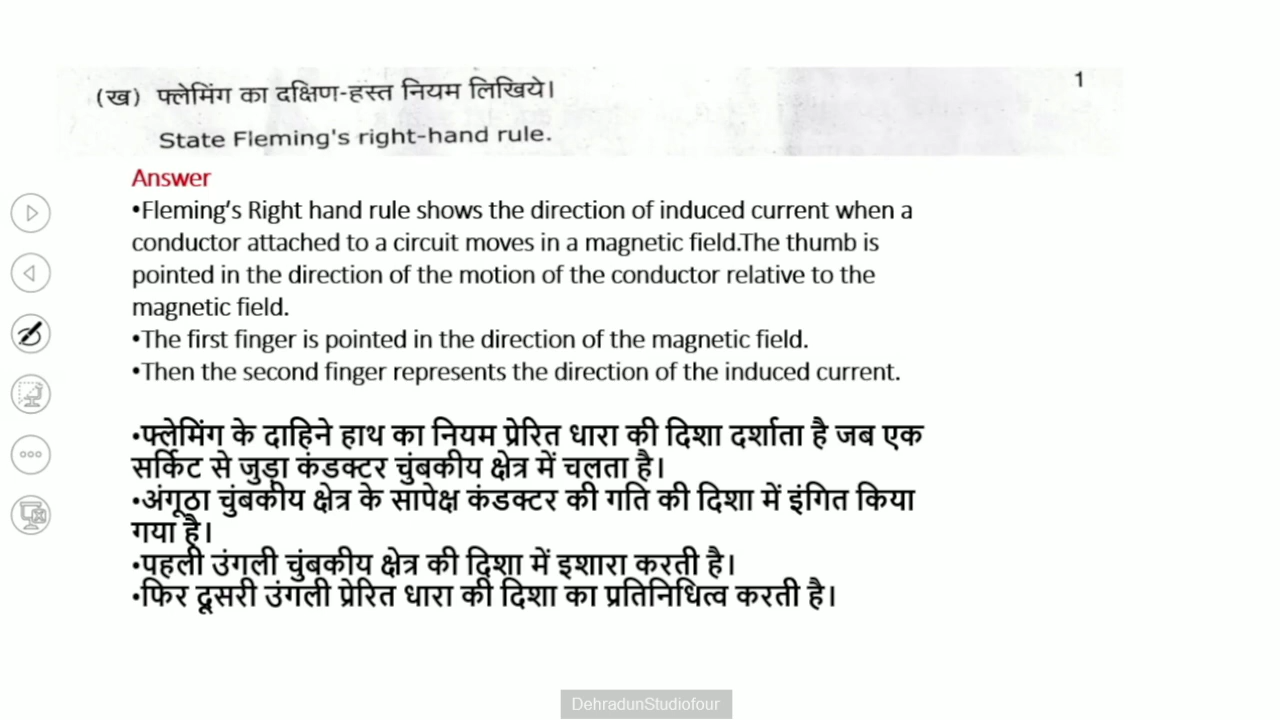 (ख) फ्लेमिंग का दक्षिण-हस्त नियम लिखिये। 1
State Fleming's right-hand rule.
Answer
•Fleming’s Right hand rule shows the direction of induced current when a
conductor attached to a circuit moves in a magnetic field.The thumb is
pointed in the direction of the motion of the conductor relative to the
magnetic field.
•The first finger is pointed in the direction of the magnetic field.
•Then the second finger represents the direction of the induced current.
•फ्लेमिंग के दाहिने हाथ का नियम प्रेरित धारा की दिशा दर्शाता है जब एक
सर्किट से जुड़ा कंडक्टर चुंबकीय क्षेत्र में चलता है।
•अंगूठा चुंबकीय क्षेत्र के सापेक्ष कंडक्टर की गति की दिशा में इंगित किया
गया है।
•पहली उंगली चुंबकीय क्षेत्र की दिशा में इशारा करती है।
•फिर दूसरी उंगली प्रेरित धारा की दिशा का प्रतिनिधित्व करती है।
DehradunStudiofour